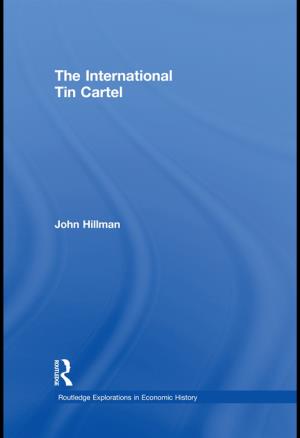 The International
Tin Cartel
John Hillman
ROUTLEDGE
Routledge Explorations in Economic History